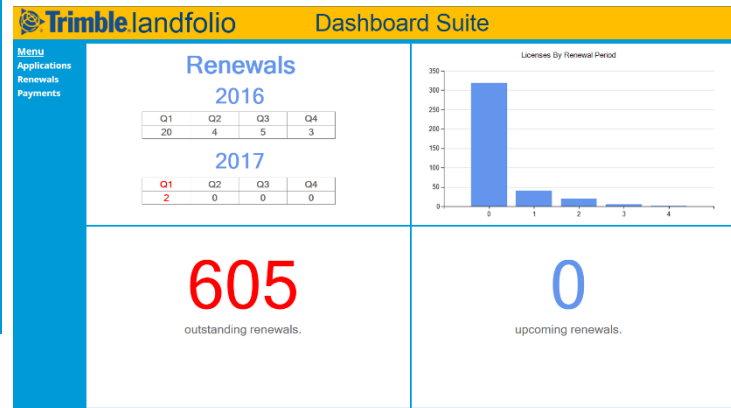 Trimble.landfolio Dashboard Suite
Menu
Applications
Renewals
Payments
Renewals
2016
Q1 Q2 Q3 Q4
20 4 5 3
2017
Q1 Q2 Q3 Q4
2 0 0 0
Licenses By Renewal Period
350
300
250
200
150
100
50
0
0 1 2 3 4
605
outstanding renewals.
0
upcoming renewals.